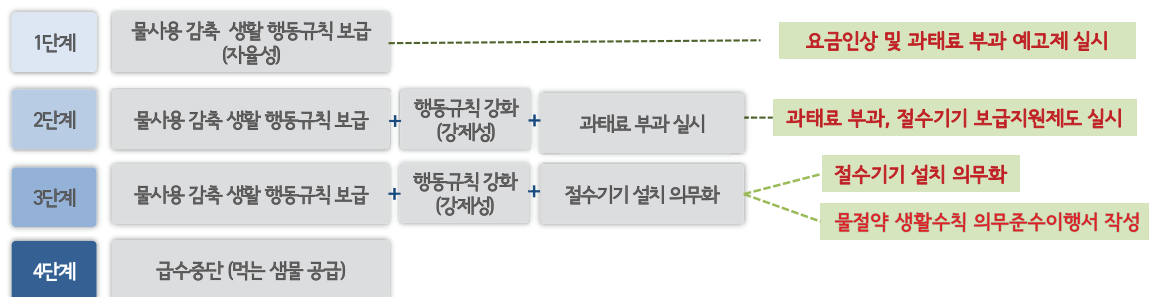 1단계
물사용 감축 생활 행동규칙 보급
(자율성)
요금인상 및 과태료 부과 예고제 실시
2단계
물사용 감축 생활 행동규칙 보급
+
행동규칙 강화
(강제성)
+
과태료 부과 실시
과태료 부과, 절수기기 보급지원제도 실시
3단계
물사용 감축 생활 행동규칙 보급
+
행동규칙 강화
(강제성)
+
절수기기 설치 의무화
절수기기 설치 의무화
물절약 생활수칙 의무준수이행서 작성
4단계
급수중단 (먹는 샘물 공급)